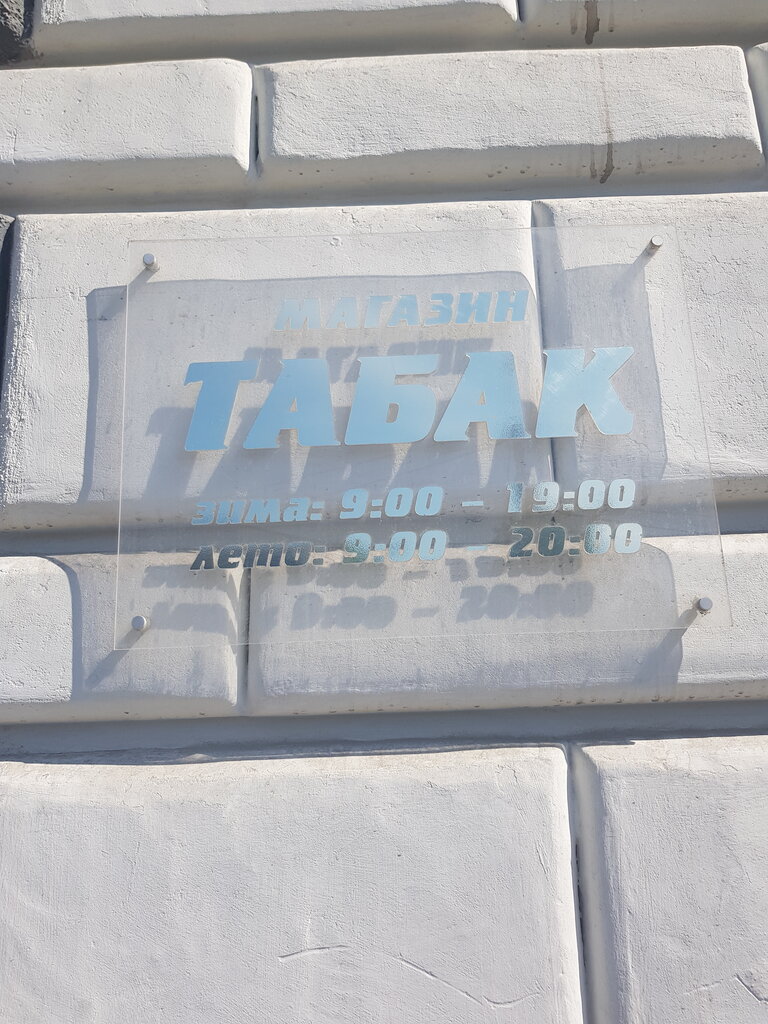 МАГАЗИН
ТАБАК
зима: 9:00 - 19:00
лето: 9:00 - 20:00